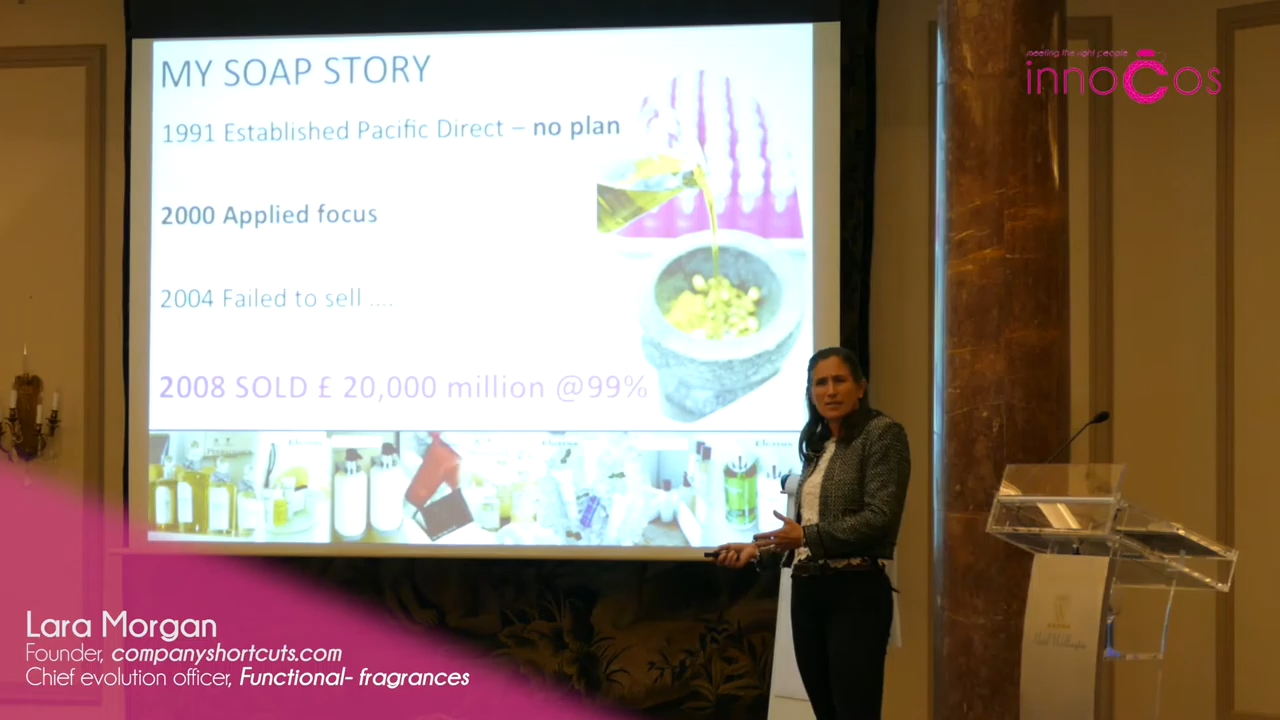 MY SOAP STORY
1991 Established Pacific Direct – no plan
2000 Applied focus
2004 Failed to sell ....
2008 SOLD £ 20,000 million @99%
meeting the right people
innoCos
Lara Morgan
Founder, companyshortcuts.com
Chief evolution officer, Functional- fragrances